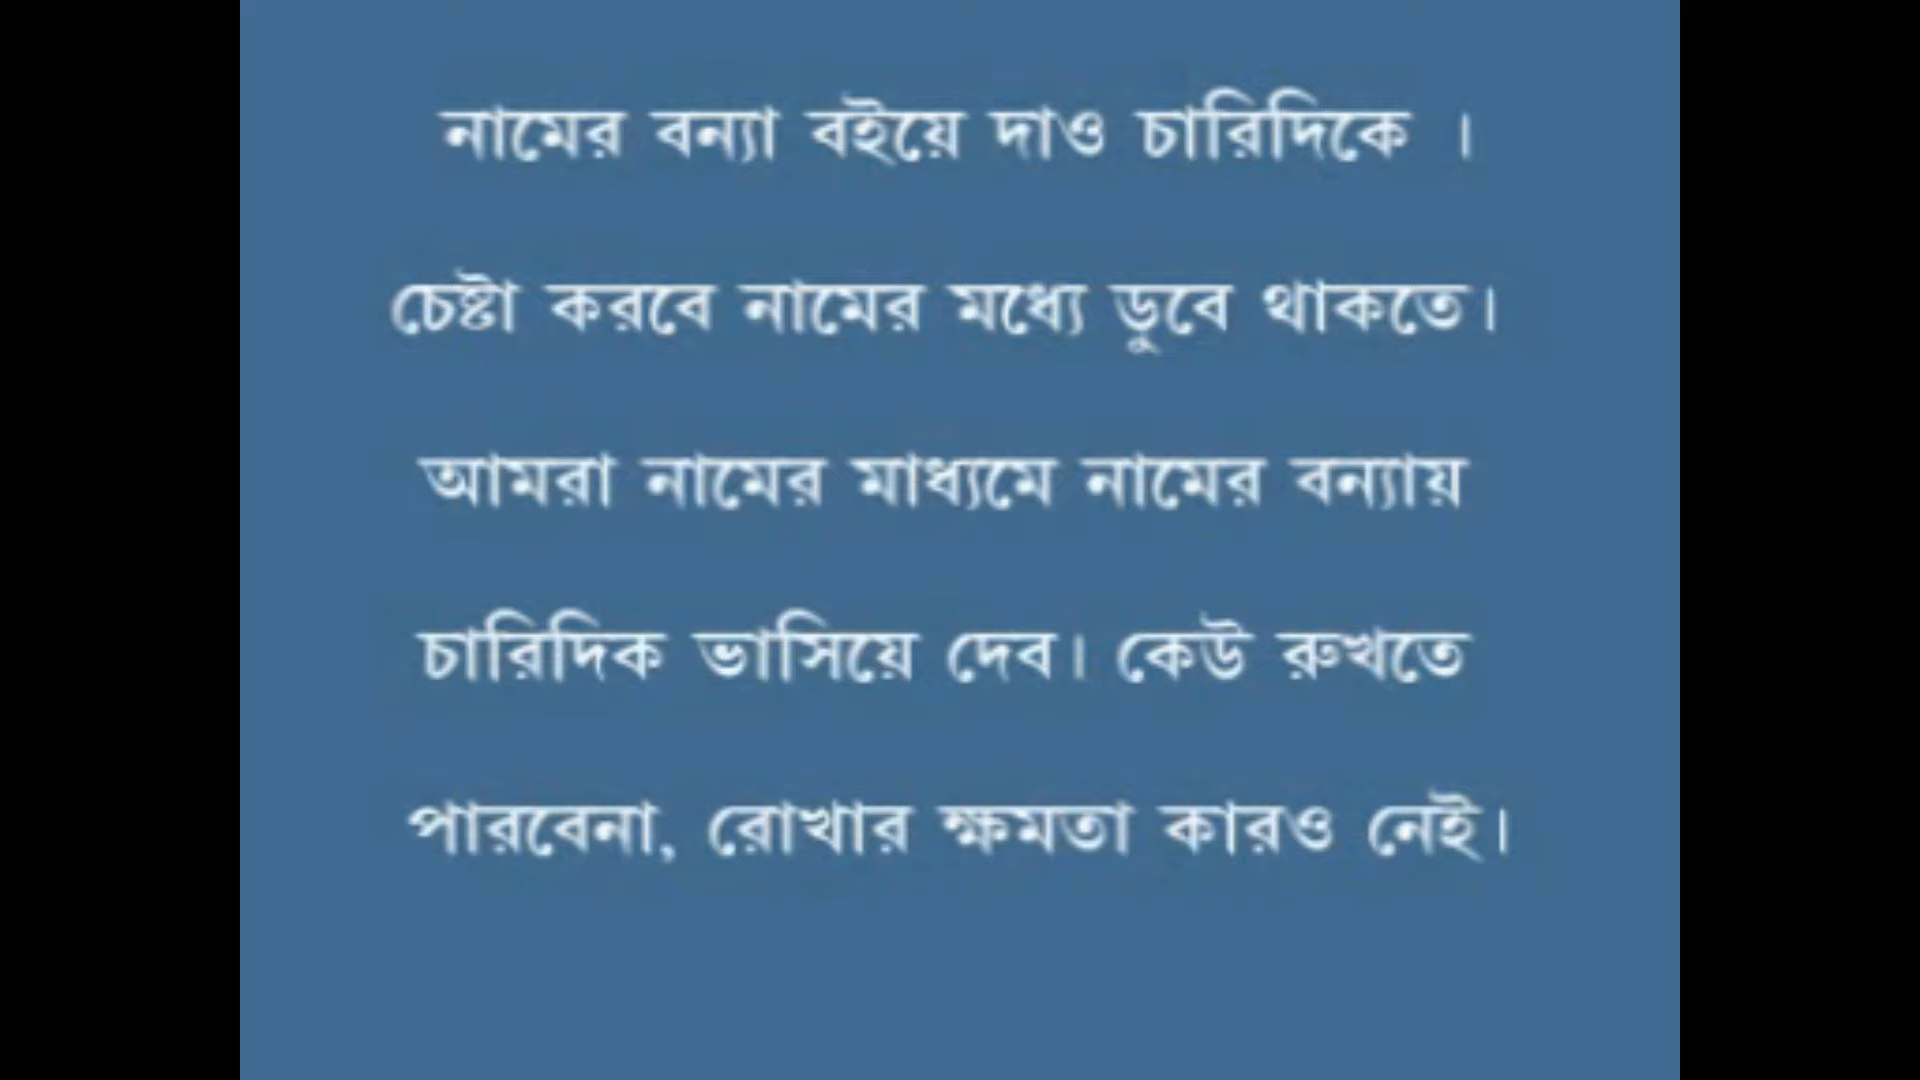 নামের বন্যা বইয়ে দাও চারিদিকে ।
চেষ্টা করবে নামের মধ্যে ডুবে থাকতে।
আমরা নামের মাধ্যমে নামের বন্যায়
চারিদিক ভাসিয়ে দেব। কেউ রুখতে
পারবেনা, রোখার ক্ষমতা কারও নেই।